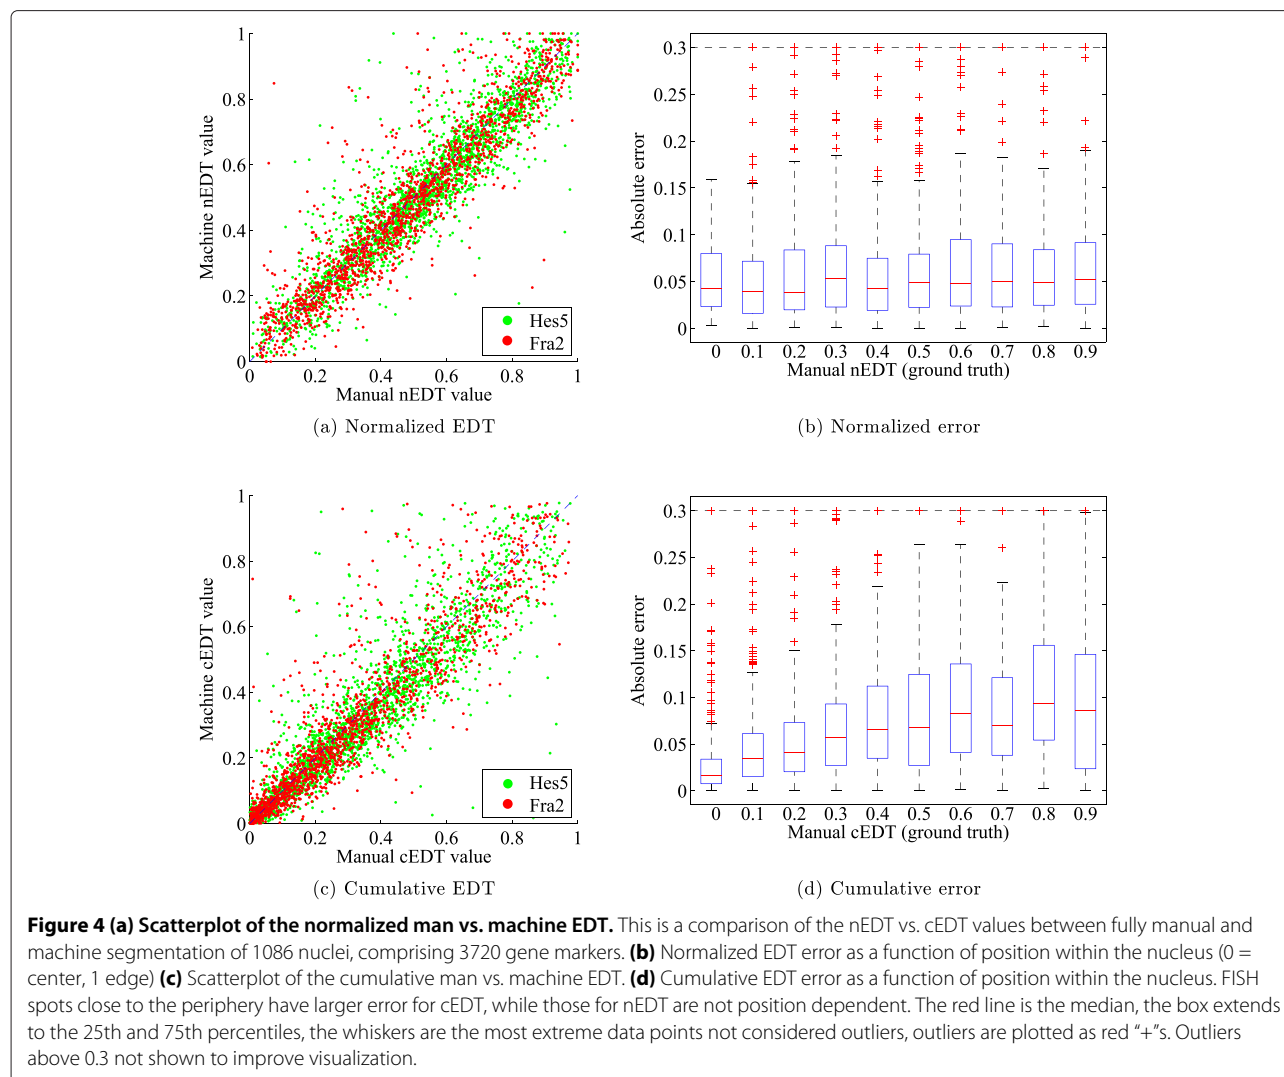 1
0.8
0.6
0.4
0.2
0
0 0.2 0.4 0.6 0.8 1
Machine nEDT value
Manual nEDT value
Hes5
Fra2
(a) Normalized EDT
0.3
0.25
0.2
0.15
0.1
0.05
0
0 0.1 0.2 0.3 0.4 0.5 0.6 0.7 0.8 0.9
Absolute error
Manual nEDT (ground truth)
(b) Normalized error
1
0.8
0.6
0.4
0.2
0
0 0.2 0.4 0.6 0.8 1
Machine cEDT value
Manual cEDT value
Hes5
Fra2
(c) Cumulative EDT
0.3
0.25
0.2
0.15
0.1
0.05
0
0 0.1 0.2 0.3 0.4 0.5 0.6 0.7 0.8 0.9
Absolute error
Manual cEDT (ground truth)
(d) Cumulative error
Figure 4 (a) Scatterplot of the normalized man vs. machine EDT. This is a comparison of the nEDT vs. cEDT values between fully manual and
machine segmentation of 1086 nuclei, comprising 3720 gene markers. (b) Normalized EDT error as a function of position within the nucleus (0 =
center, 1 edge) (c) Scatterplot of the cumulative man vs. machine EDT. (d) Cumulative EDT error as a function of position within the nucleus. FISH
spots close to the periphery have larger error for cEDT, while those for nEDT are not position dependent. The red line is the median, the box extends
to the 25th and 75th percentiles, the whiskers are the most extreme data points not considered outliers, outliers are plotted as red “+”s. Outliers
above 0.3 not shown to improve visualization.